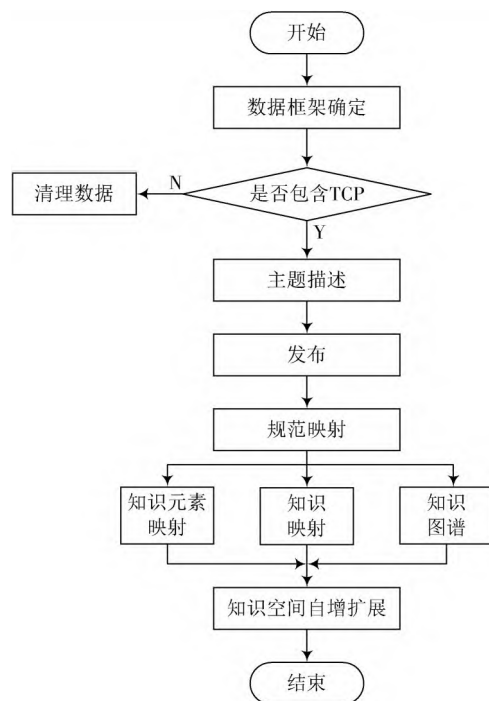 开始
数据框架确定
是否包含TCP
N
清理数据
Y
主题描述
发布
规范映射
知识元素
映射
知识
映射
知识
图谱
知识空间自增扩展
结束